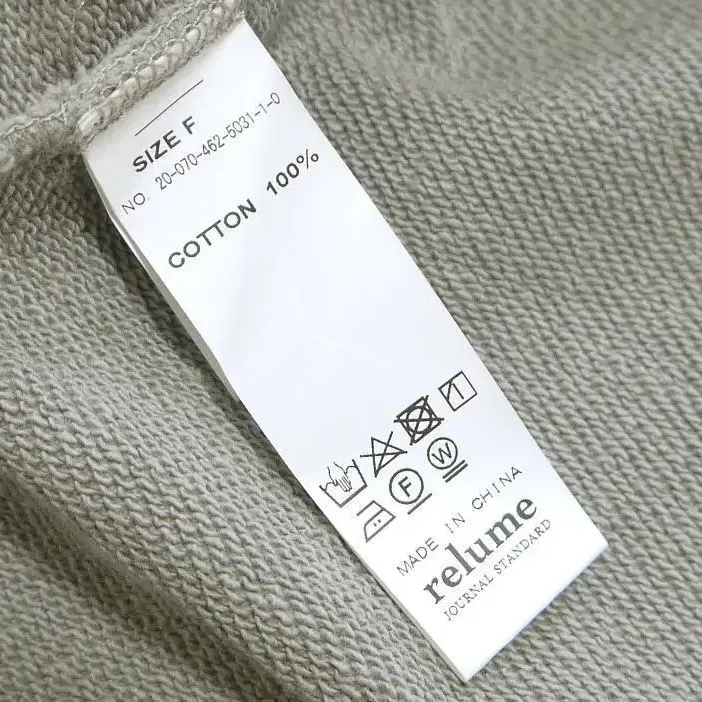 SIZE F
NO. 20-070-462-5031-1-0
COTTON 100%
F W
MADE IN CHINA
relume
JOURNAL STANDARD